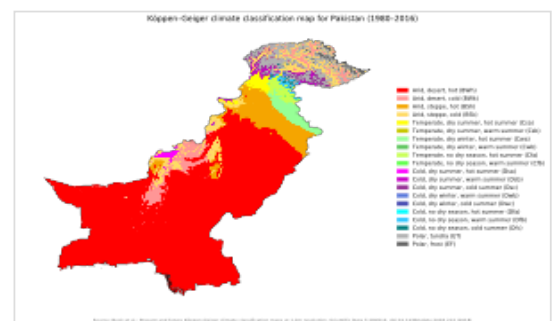 Köppen-Geiger climate classification map for Pakistan (1980-2016)
Arid, desert, hot (BWh)
Arid, desert, cold (BWk)
Arid, steppe, hot (BSh)
Arid, steppe, cold (BSk)
Temperate, dry summer, hot summer (Csa)
Temperate, dry summer, warm summer (Csb)
Temperate, dry winter, hot summer (Cwa)
Temperate, dry winter, warm summer (Cwb)
Temperate, no dry season, hot summer (Cfa)
Temperate, no dry season, warm summer (Cfb)
Cold, dry summer, hot summer (Dsa)
Cold, dry summer, warm summer (Dsb)
Cold, dry summer, cold summer (Dsc)
Cold, dry winter, warm summer (Dwb)
Cold, dry winter, cold summer (Dwc)
Cold, no dry season, hot summer (Dfa)
Cold, no dry season, warm summer (Dfb)
Cold, no dry season, cold summer (Dfc)
Polar, tundra (ET)
Polar, frost (EF)